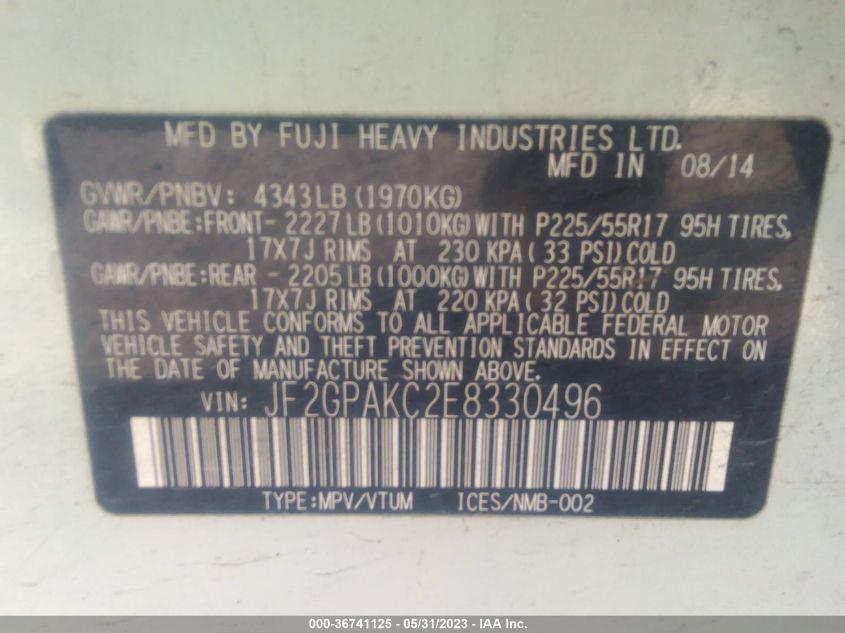 MFD BY FUJI HEAVY INDUSTRIES LTD.
MFD IN 08/14
GVWR/PNBV: 4343LB (1970KG)
GAWR/PNBE:FRONT- 2227LB(1010KG)WITH P225/55R17 95H TIRES,
17X7J RIMS AT 230 KPA( 33 PSI)COLD
GAWR/PNBE:REAR - 2205LB(1000KG)WITH P225/55R17 95H TIRES,
17X7J RIMS AT 220 KPA( 32 PSI)COLD
THIS VEHICLE CONFORMS TO ALL APPLICABLE FEDERAL MOTOR
VEHICLE SAFETY AND THEFT PREVENTION STANDARDS IN EFFECT ON
THE DATE OF MANUFACTURE SHOWN ABOVE.
VIN: JF2GPAKC2E8330496
TYPE:MPV/VTUM ICES/NMB-002
000-36741125 - 05/31/2023 - IAA Inc.